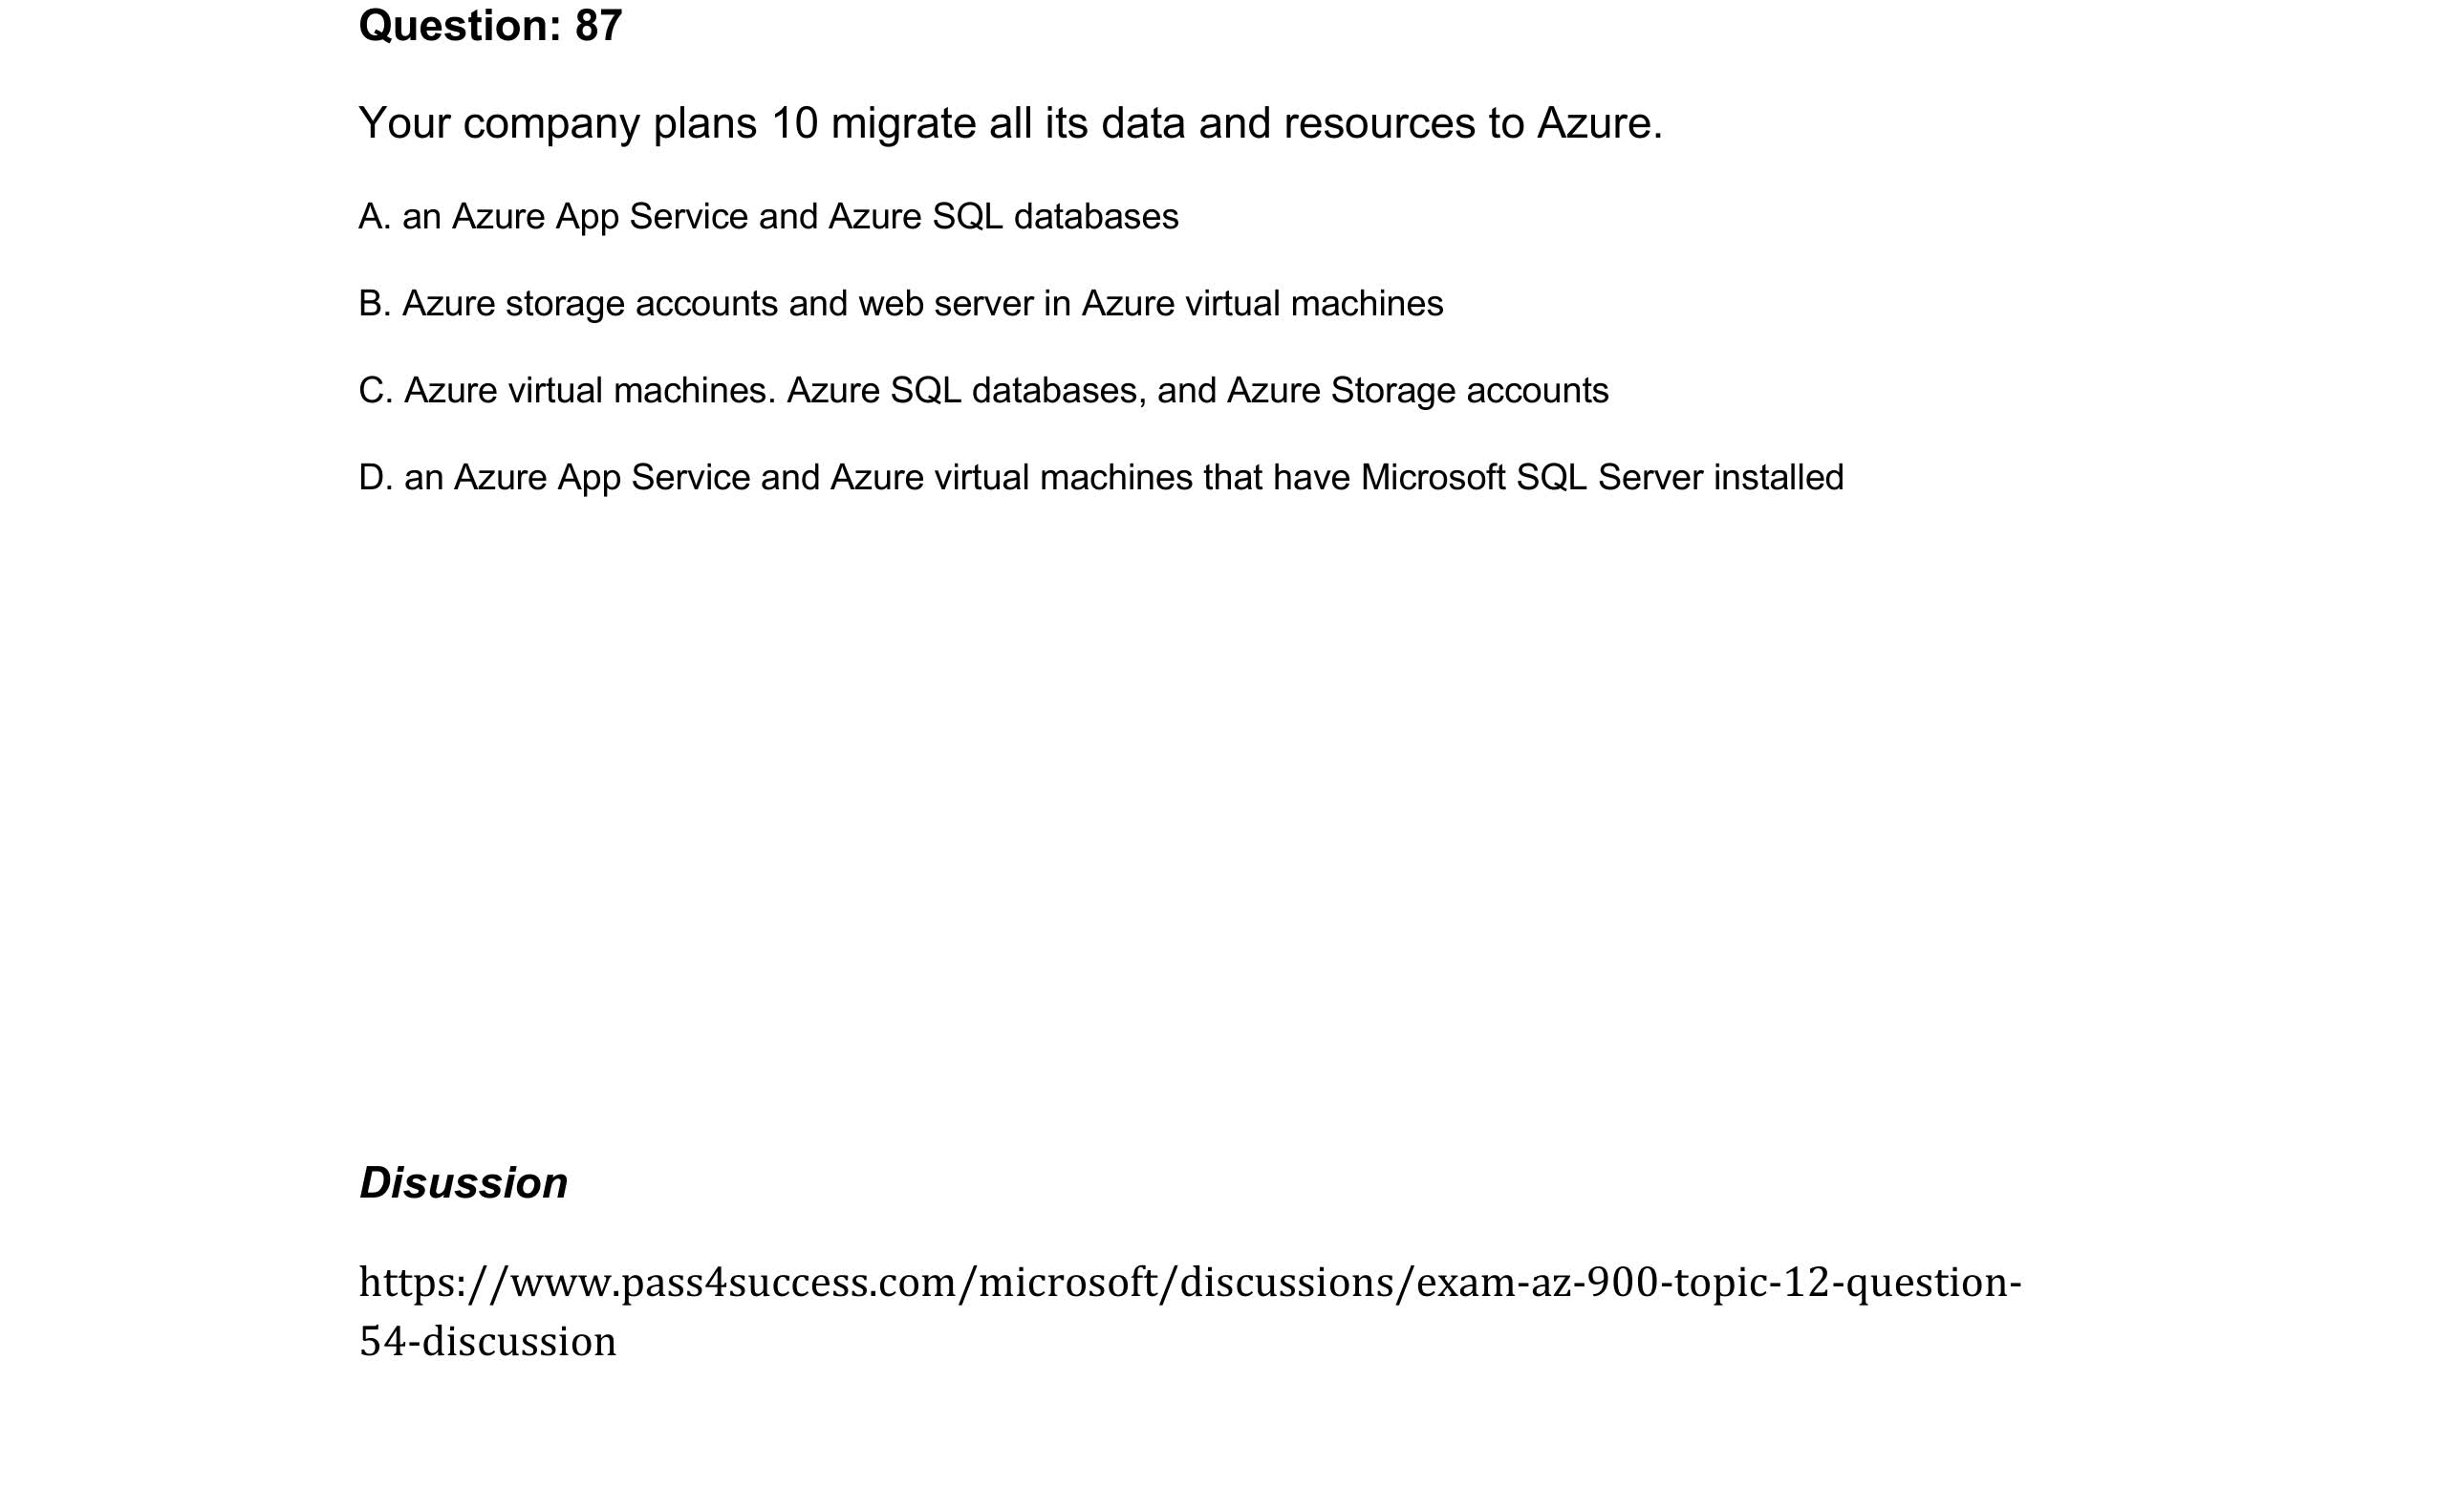 Question: 87
Your company plans 10 migrate all its data and resources to Azure.
A. an Azure App Service and Azure SQL databases
B. Azure storage accounts and web server in Azure virtual machines
C. Azure virtual machines. Azure SQL databases, and Azure Storage accounts
D. an Azure App Service and Azure virtual machines that have Microsoft SQL Server installed
Disussion
https://www.pass4success.com/microsoft/discussions/exam-az-900-topic-12-question-
54-discussion